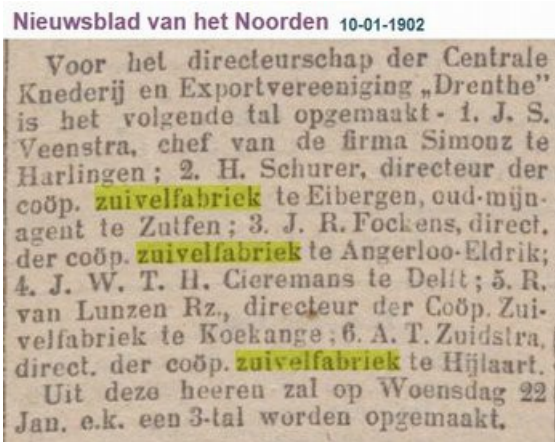 Nieuwsblad van het Noorden 10-01-1902
Voor het directeurschap der Centrale
Knederij en Exportvereeniging „Drenthe”
is het volgende tal opgemaakt - 1. J. S.
Veenstra, chef van de firma Simonz te
Harlingen; 2. H. Schurer, directeur der
coöp. zuivelfabriek te Eibergen, oud-mijn-
agent te Zutfen; 3. J. R. Fockens, direct.
der coöp. zuivelfabriek te Angerloo-Eldrik;
4. J. W. T. H. Cieremans te Delft; 5. R.
van Lunzen Rz., directeur der Coöp. Zui-
velfabriek te Koekange; 6. A. T. Zuidstra,
direct. der coöp. zuivelfabriek te Hijlaart.
Uit deze heeren zal op Woensdag 22
Jan. e.k. een 3-tal worden opgemaakt.